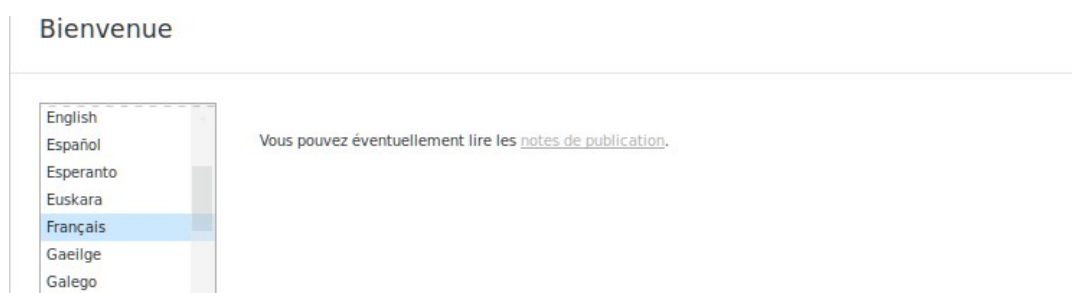 Bienvenue
English
Español
Esperanto
Euskara
Français
Gaeilge
Galego
Vous pouvez éventuellement lire les notes de publication.